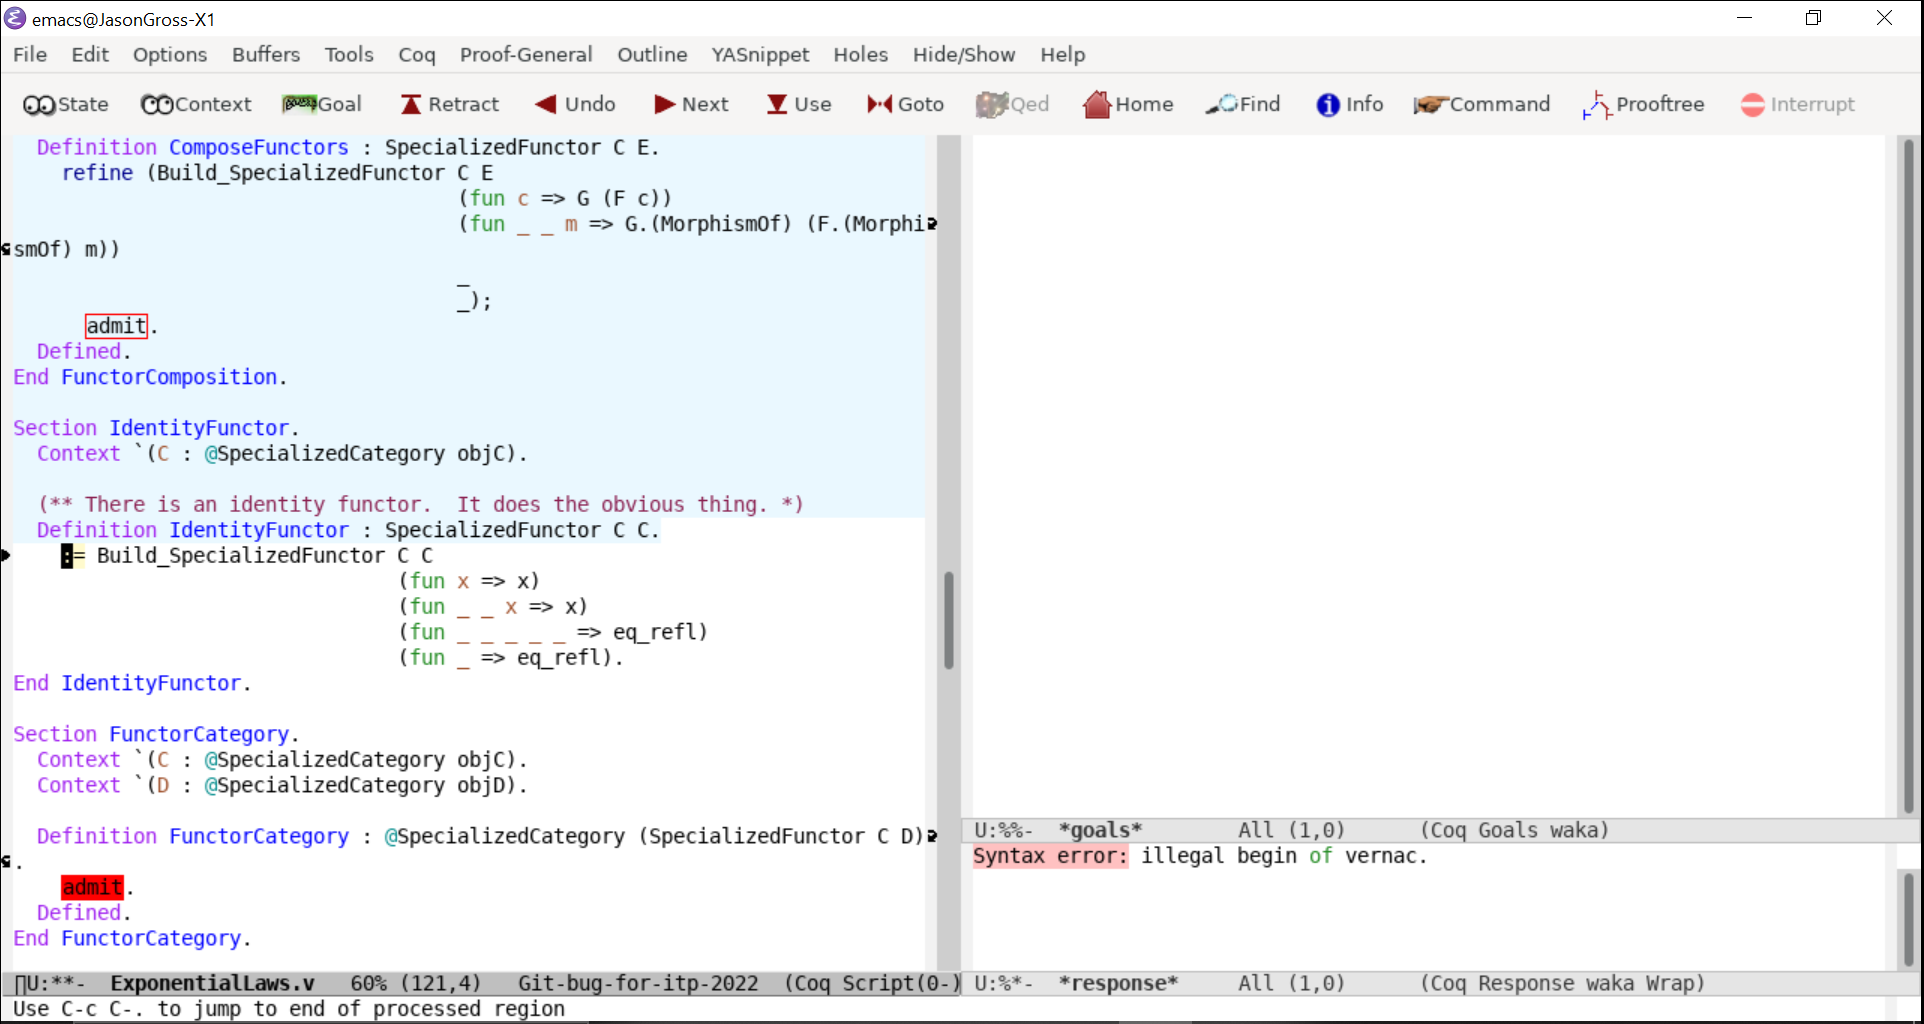 emacs@JasonGross-X1
File Edit Options Buffers Tools Coq Proof-General Outline YASnippet Holes Hide/Show Help
State Context Goal Retract Undo Next Use Goto Qed Home Find Info Command Prooftree Interrupt
  Definition ComposeFunctors : SpecializedFunctor C E.
    refine (Build_SpecializedFunctor C E
                                     (fun c => G (F c))
                                     (fun _ _ m => G.(MorphismOf) (F.(Morphi
smOf) m))
                                     _
                                     _);
      admit.
  Defined.
End FunctorComposition.

Section IdentityFunctor.
  Context `(C : @SpecializedCategory objC).

  (** There is an identity functor.  It does the obvious thing. *)
  Definition IdentityFunctor : SpecializedFunctor C C.
    := Build_SpecializedFunctor C C
                                (fun x => x)
                                (fun _ _ x => x)
                                (fun _ _ _ _ _ => eq_refl)
                                (fun _ => eq_refl).
End IdentityFunctor.

Section FunctorCategory.
  Context `(C : @SpecializedCategory objC).
  Context `(D : @SpecializedCategory objD).

  Definition FunctorCategory : @SpecializedCategory (SpecializedFunctor C D)
.
    admit.
  Defined.
End FunctorCategory.
U:**-  ExponentialLaws.v   60% (121,4)   Git-bug-for-itp-2022  (Coq Script(0-)
Use C-c C-. to jump to end of processed region
U:%%-  *goals*        All (1,0)      (Coq Goals waka)
Syntax error: illegal begin of vernac.
U:%*-  *response*     All (1,0)      (Coq Response waka Wrap)